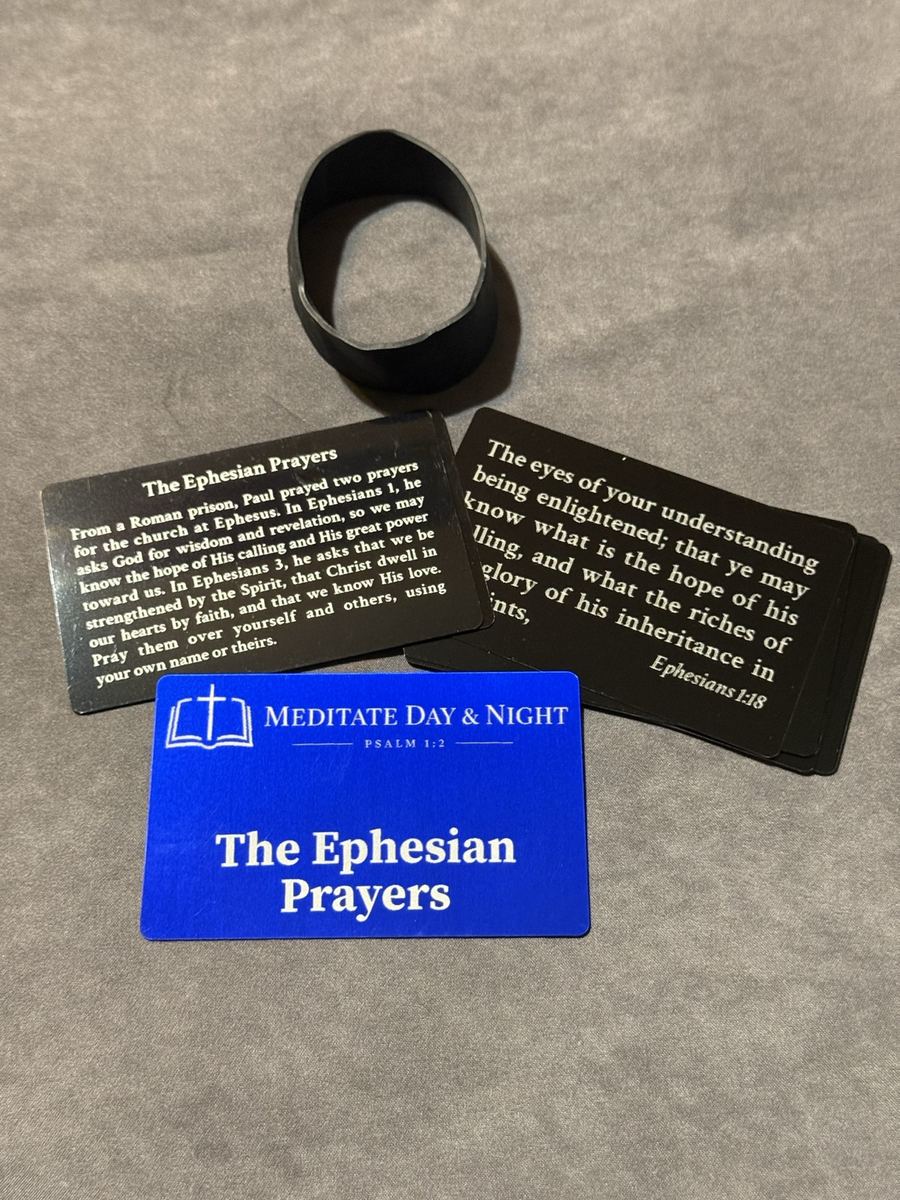 The Ephesian Prayers
From a Roman prison, Paul prayed two prayers
for the church at Ephesus. In Ephesians 1, he
asks God for wisdom and revelation, so we may
know the hope of His calling and His great power
toward us. In Ephesians 3, he asks that we be
strengthened by the Spirit, that Christ dwell in
our hearts by faith, and that we know His love.
Pray them over yourself and others, using
your own name or theirs.
The eyes of your understanding
being enlightened; that ye may
know what is the hope of his
lling, and what the riches of
glory of his inheritance in
ints,
Ephesians 1:18
MEDITATE DAY & NIGHT
PSALM 1:2
The Ephesian
Prayers